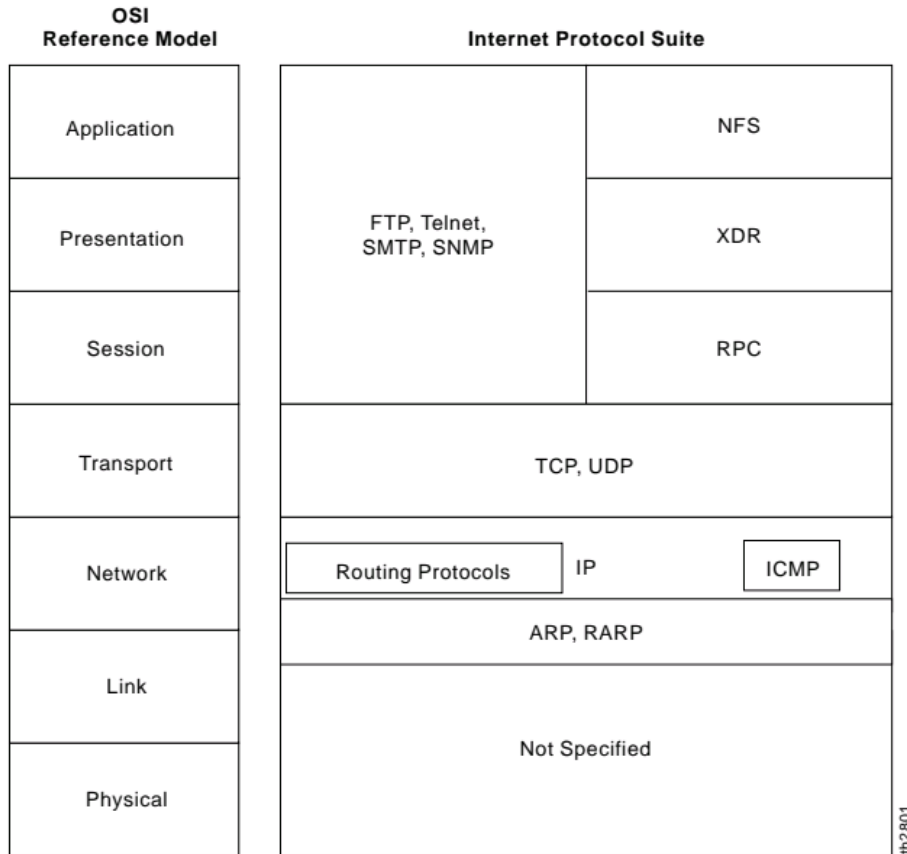 OSI
Reference Model
Internet Protocol Suite
Application
NFS
Presentation
FTP, Telnet,
SMTP, SNMP
XDR
Session
RPC
Transport
TCP, UDP
Network
Routing Protocols
IP
ICMP
ARP, RARP
Link
Not Specified
Physical
th2801